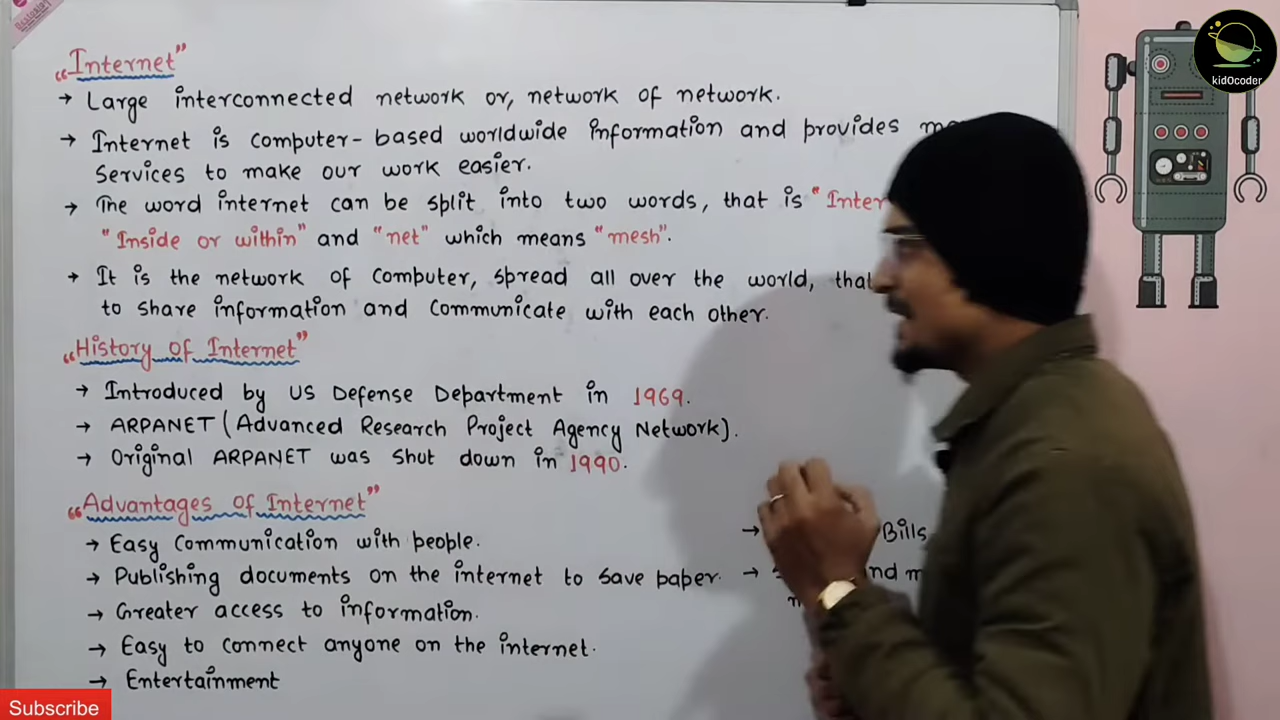 "Internet"
→ Large interconnected network or, network of network.
→ Internet is computer-based worldwide information and provides
services to make our work easier.
→ The word internet can be split into two words, that is "Inter
"Inside or within" and "net" which means "mesh".
→ It is the network of computer, spread all over the world, that
to share information and communicate with each other.
"History of Internet"
→ Introduced by US Defense Department in 1969.
→ ARPANET (Advanced Research Project Agency Network).
→ Original ARPANET was shut down in 1990.
"Advantages of Internet"
→ Easy Communication with people.
→ Publishing documents on the internet to save paper.
→ Greater access to information.
→ Easy to connect anyone on the internet.
→ Entertainment
→ Bills
→
kidOcoder
Subscribe